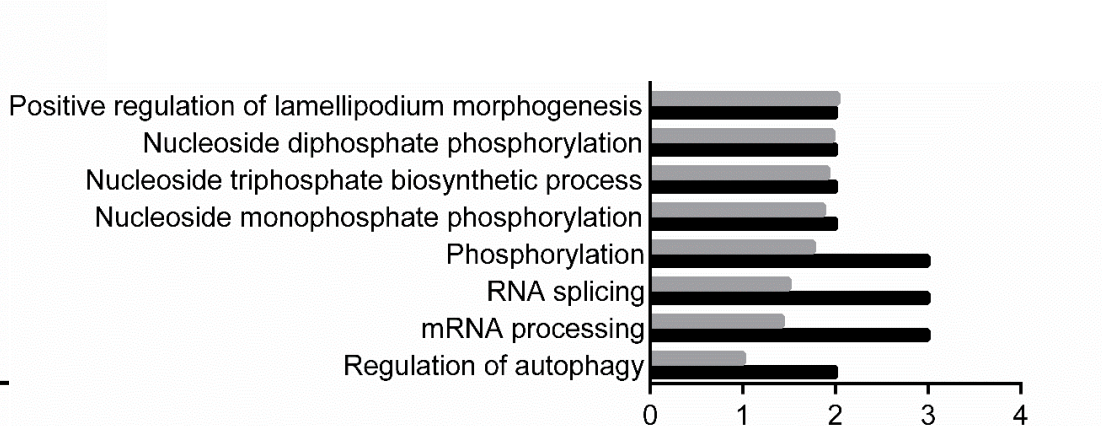 Positive regulation of lamellipodium morphogenesis
Nucleoside diphosphate phosphorylation
Nucleoside triphosphate biosynthetic process
Nucleoside monophosphate phosphorylation
Phosphorylation
RNA splicing
mRNA processing
Regulation of autophagy
0 1 2 3 4